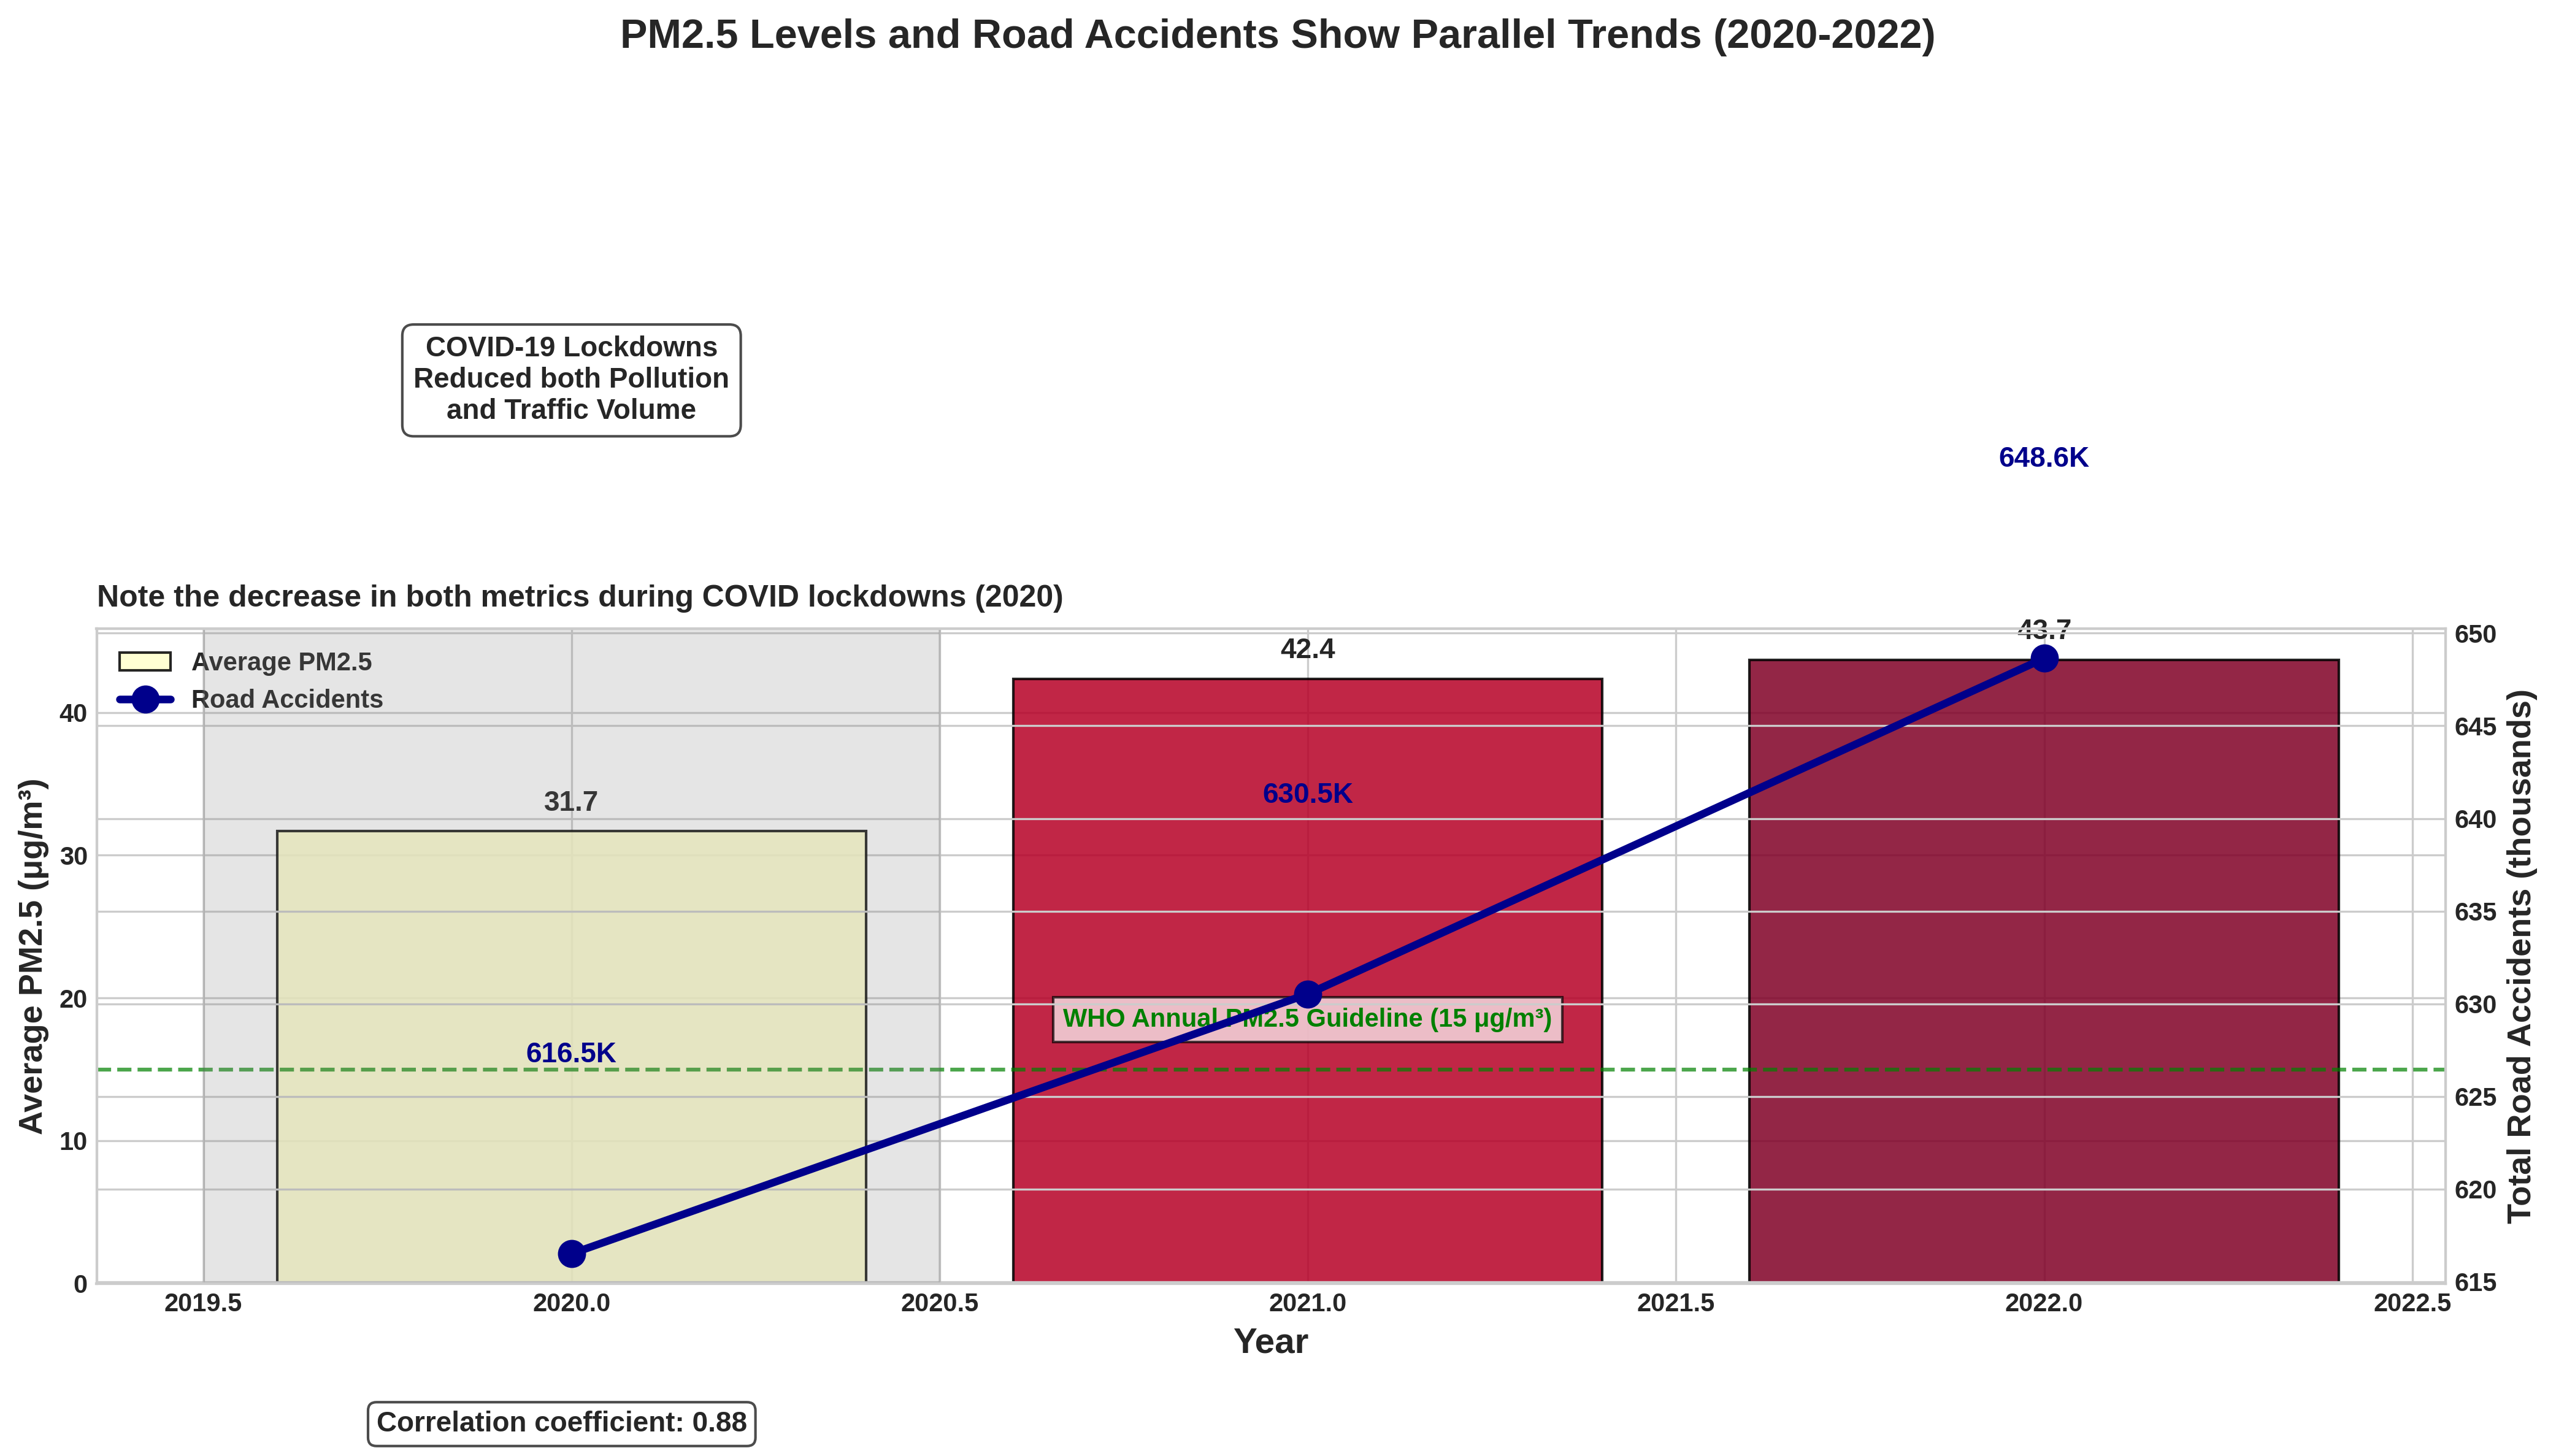 PM2.5 Levels and Road Accidents Show Parallel Trends (2020-2022)
COVID-19 Lockdowns
Reduced both Pollution
and Traffic Volume
648.6K
Note the decrease in both metrics during COVID lockdowns (2020)
Average PM2.5
Road Accidents
31.7
42.4
43.7
616.5K
630.5K
WHO Annual PM2.5 Guideline (15 μg/m³)
Average PM2.5 (μg/m³)
40
30
20
10
0
Total Road Accidents (thousands)
650
645
640
635
630
625
620
615
2019.5
2020.0
2020.5
2021.0
2021.5
2022.0
2022.5
Year
Correlation coefficient: 0.88